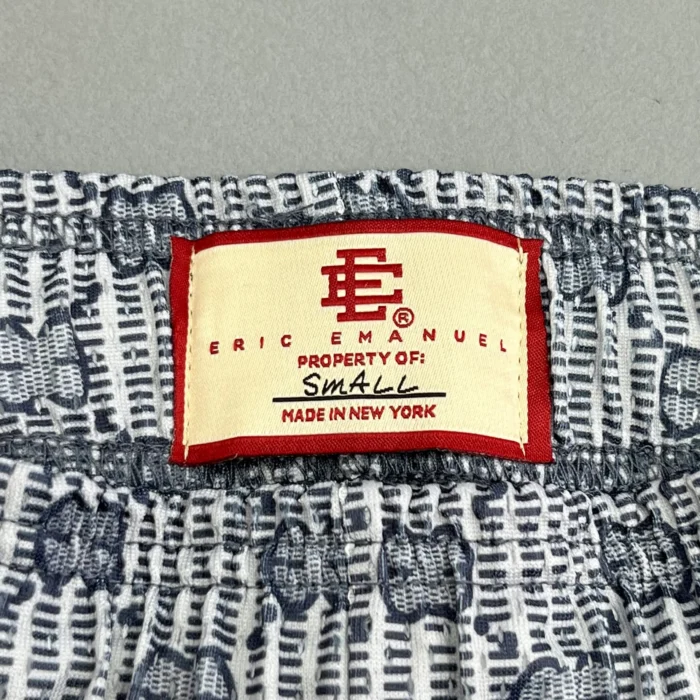 EE®
ERIC EMANUEL
PROPERTY OF:
SMALL
MADE IN NEW YORK